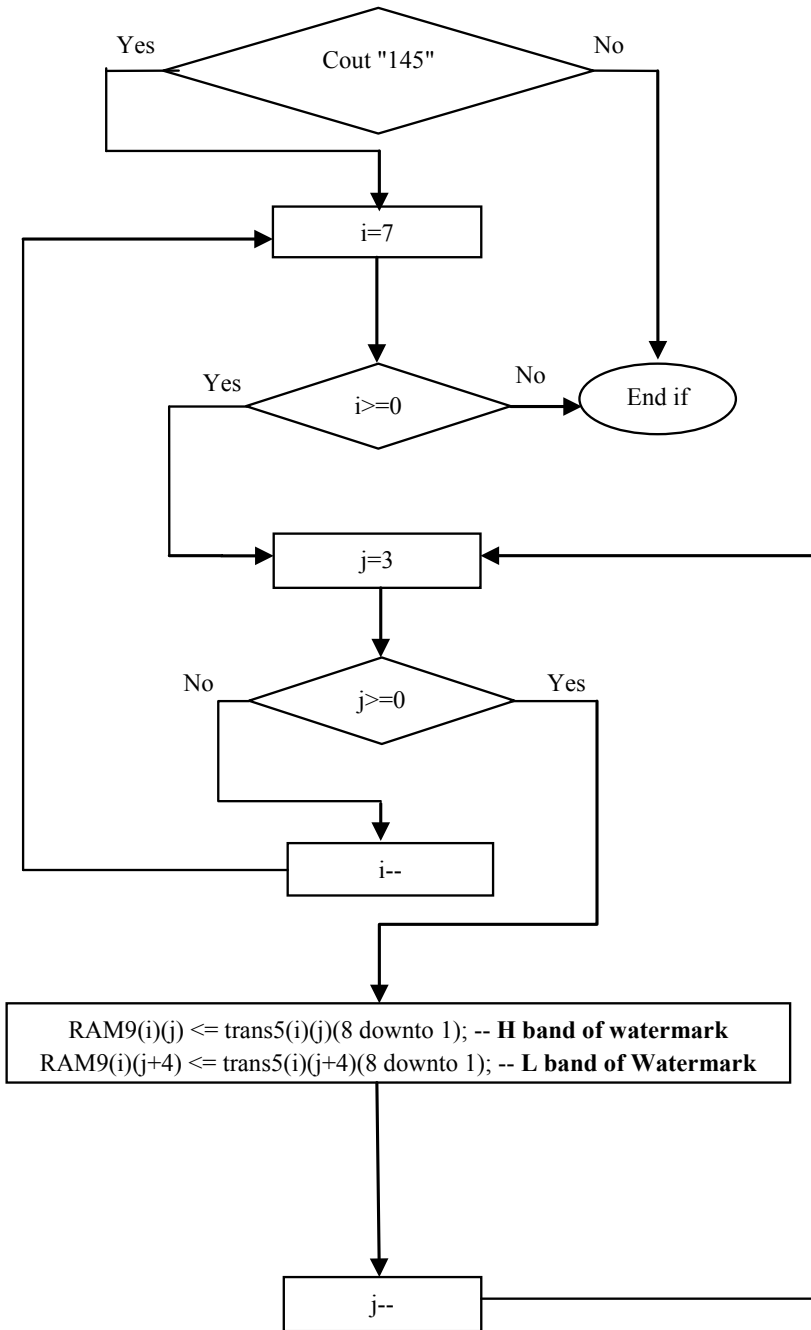 Yes
No
Cout "145"
i=7
Yes
No
i>=0
End if
j=3
No
Yes
j>=0
i--
RAM9(i)(j) <= trans5(i)(j)(8 downto 1); -- H band of watermark
RAM9(i)(j+4) <= trans5(i)(j+4)(8 downto 1); -- L band of Watermark
j--